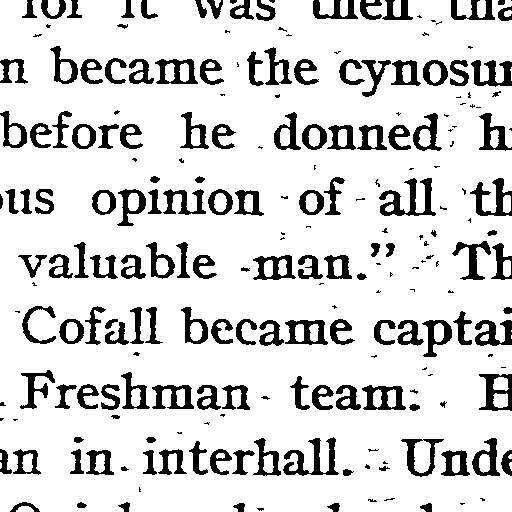 for it was then tha
n became the cynosur
before he donned hi
ous opinion of all th
valuable man." Th
Cofall became captai
Freshman team. H
an in interhall. Unde